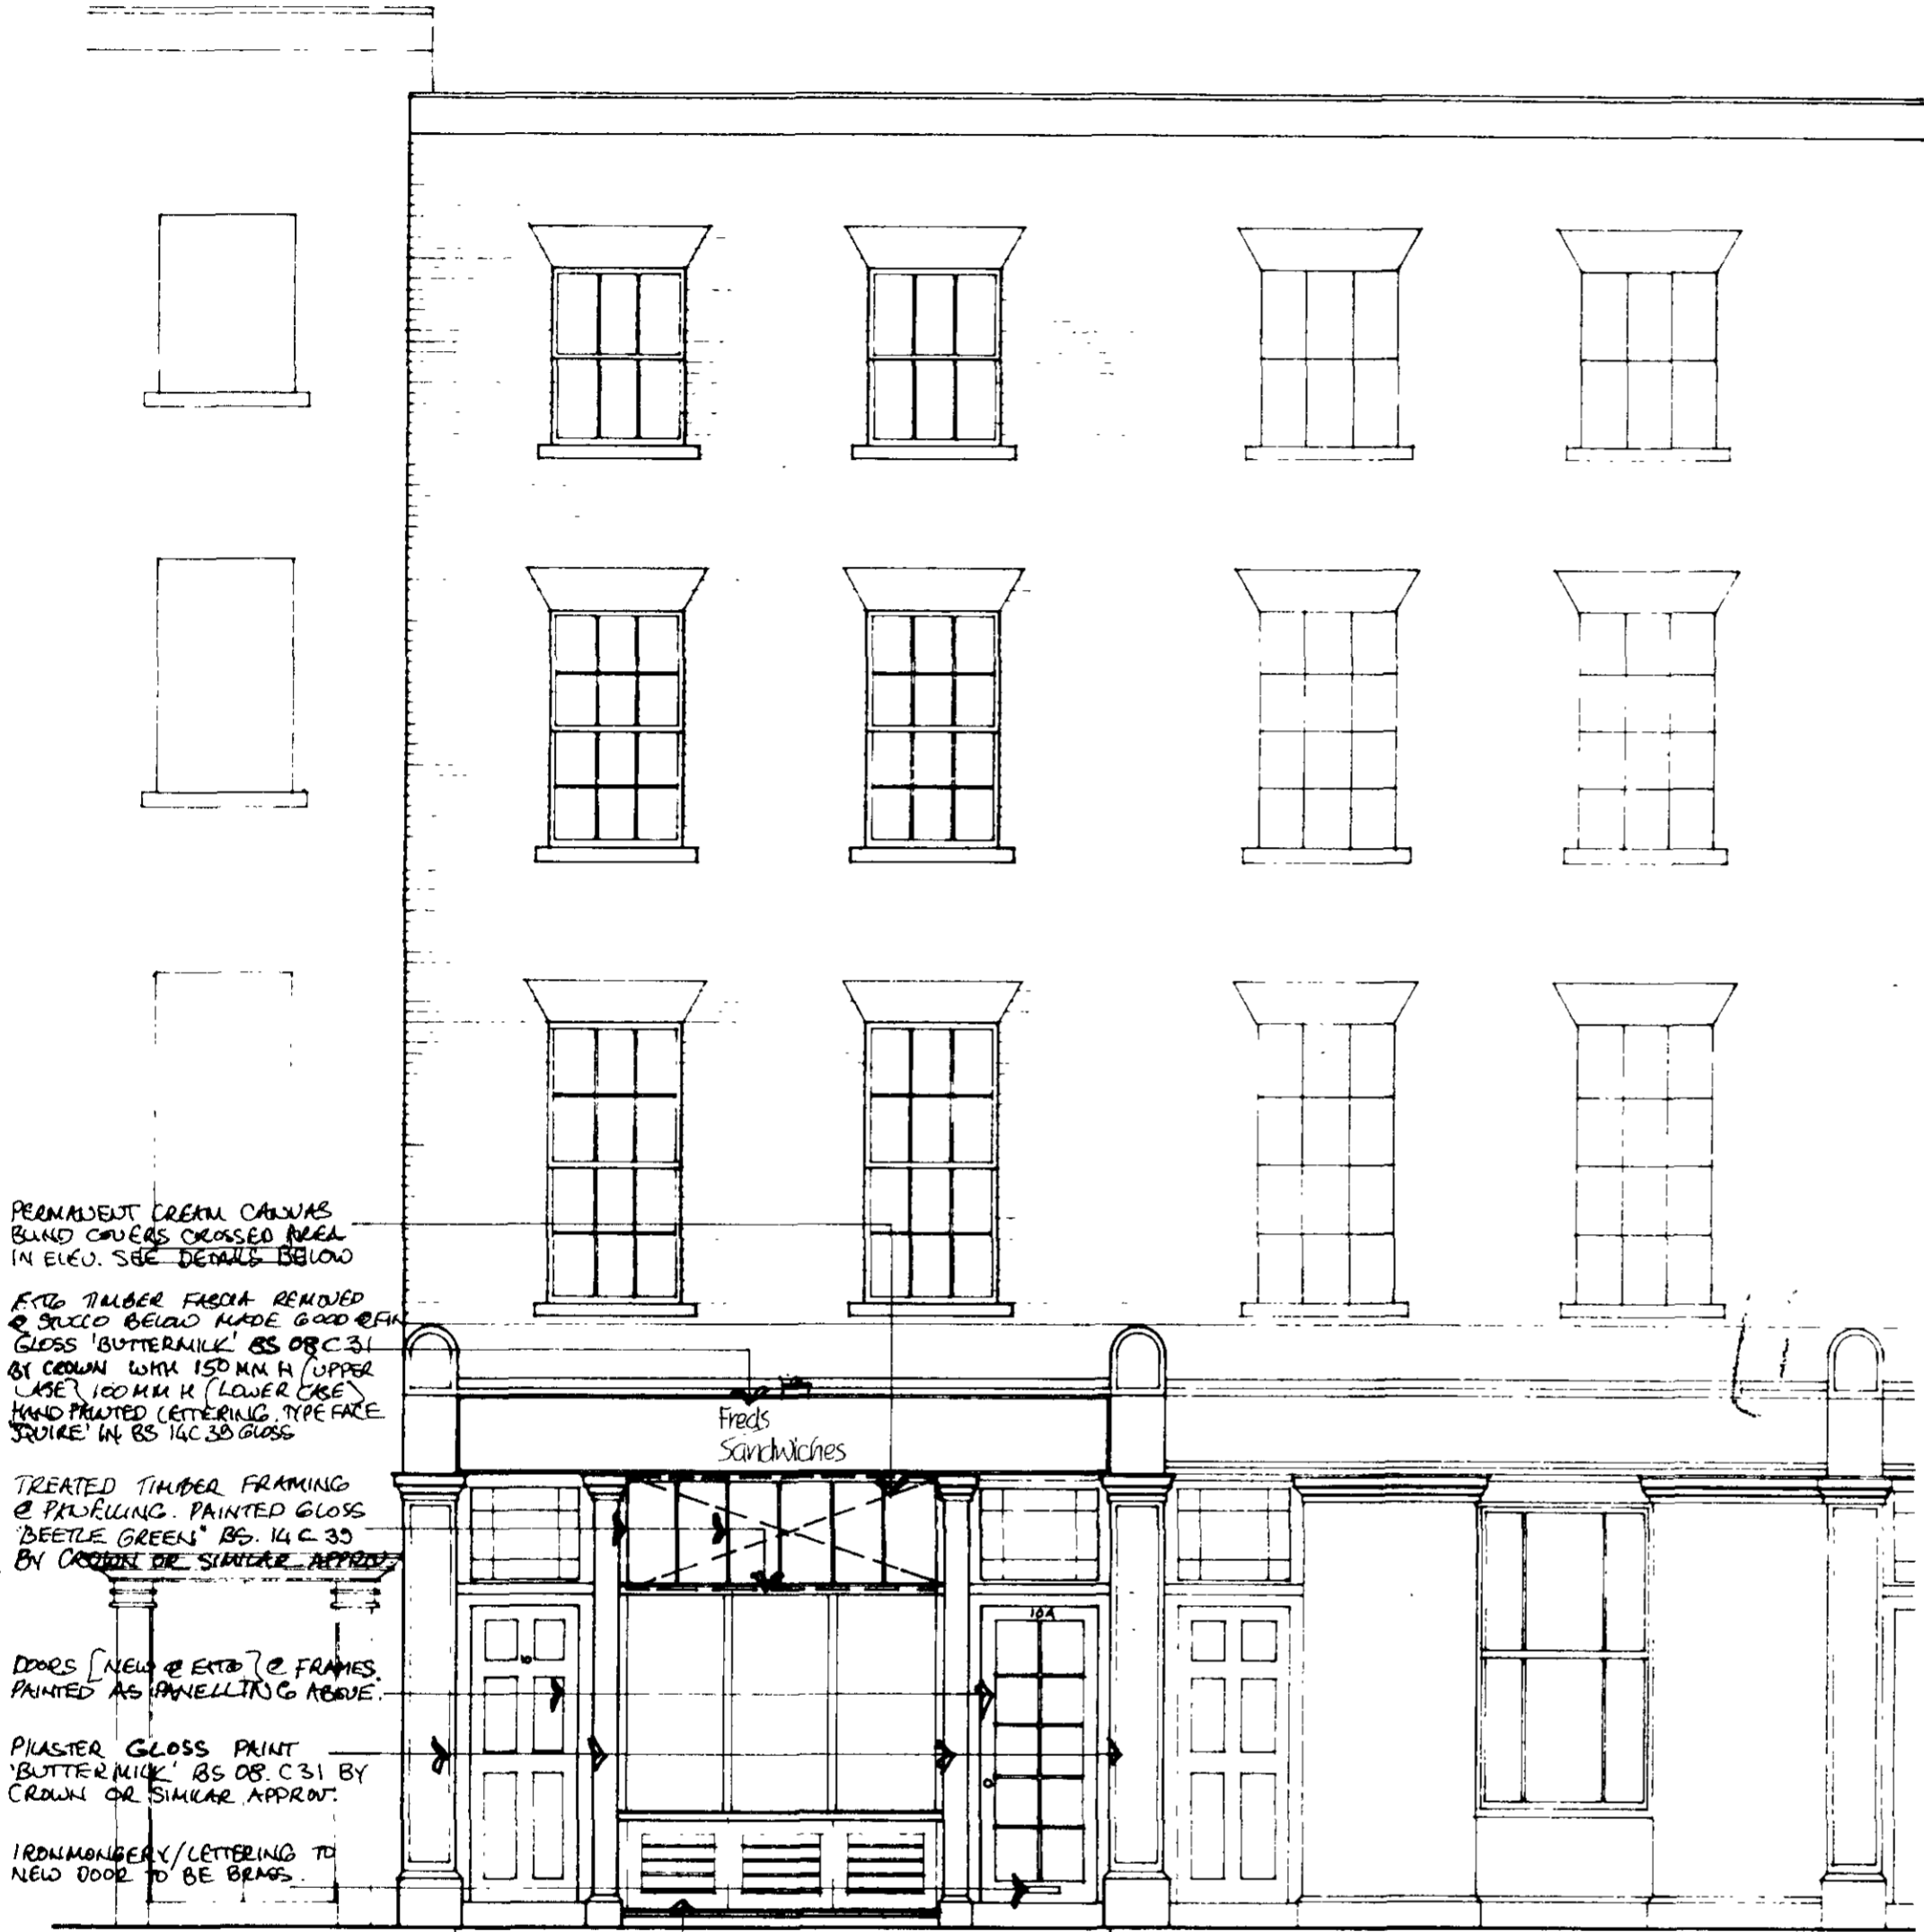 PERMANENT CREAM CANVAS
BLIND COVERS CROSSED AREA
IN ELEV. SEE DETAILS BELOW
TIMBER FASCIA REMOVED
@ STUCCO BELOW MADE GOOD @
GLOSS 'BUTTERMILK' BS 08 C 31
BY CROWN WITH 150 MM H (UPPER
CASE) 100 MM H (LOWER CASE)
HAND PAINTED LETTERING. TYPE FACE
'SQUIRE' IN BS 14C 39 GLOSS
Freds
Sandwiches
TREATED TIMBER FRAMING
@ PANELLING. PAINTED GLOSS
'BEETLE GREEN' BS. 14 C 39
BY CROWN OR SIMILAR APPROV.
10A
DOORS [NEW @ EXTG] @ FRAMES.
PAINTED AS PANELLING ABOVE.
PILASTER GLOSS PAINT
'BUTTERMILK' BS 08. C31 BY
CROWN OR SIMILAR APPROV.
IRONMONGERY/LETTERING TO
NEW DOOR TO BE BRASS.